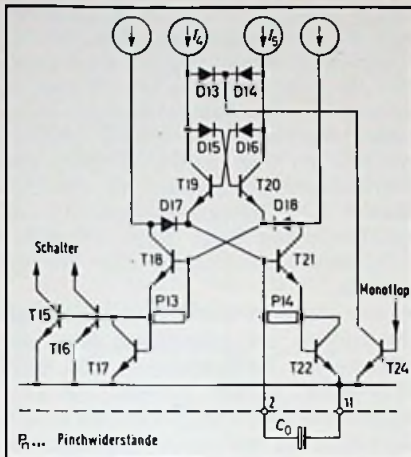 I4 I5
D13 D14
D15 D16
T19 T20
D17 D18
Schalter
T18 T21
Monoflop
P13 P14
T15
T16
T17 T22 T24
2 11
C0
Pn... Pinchwiderstände